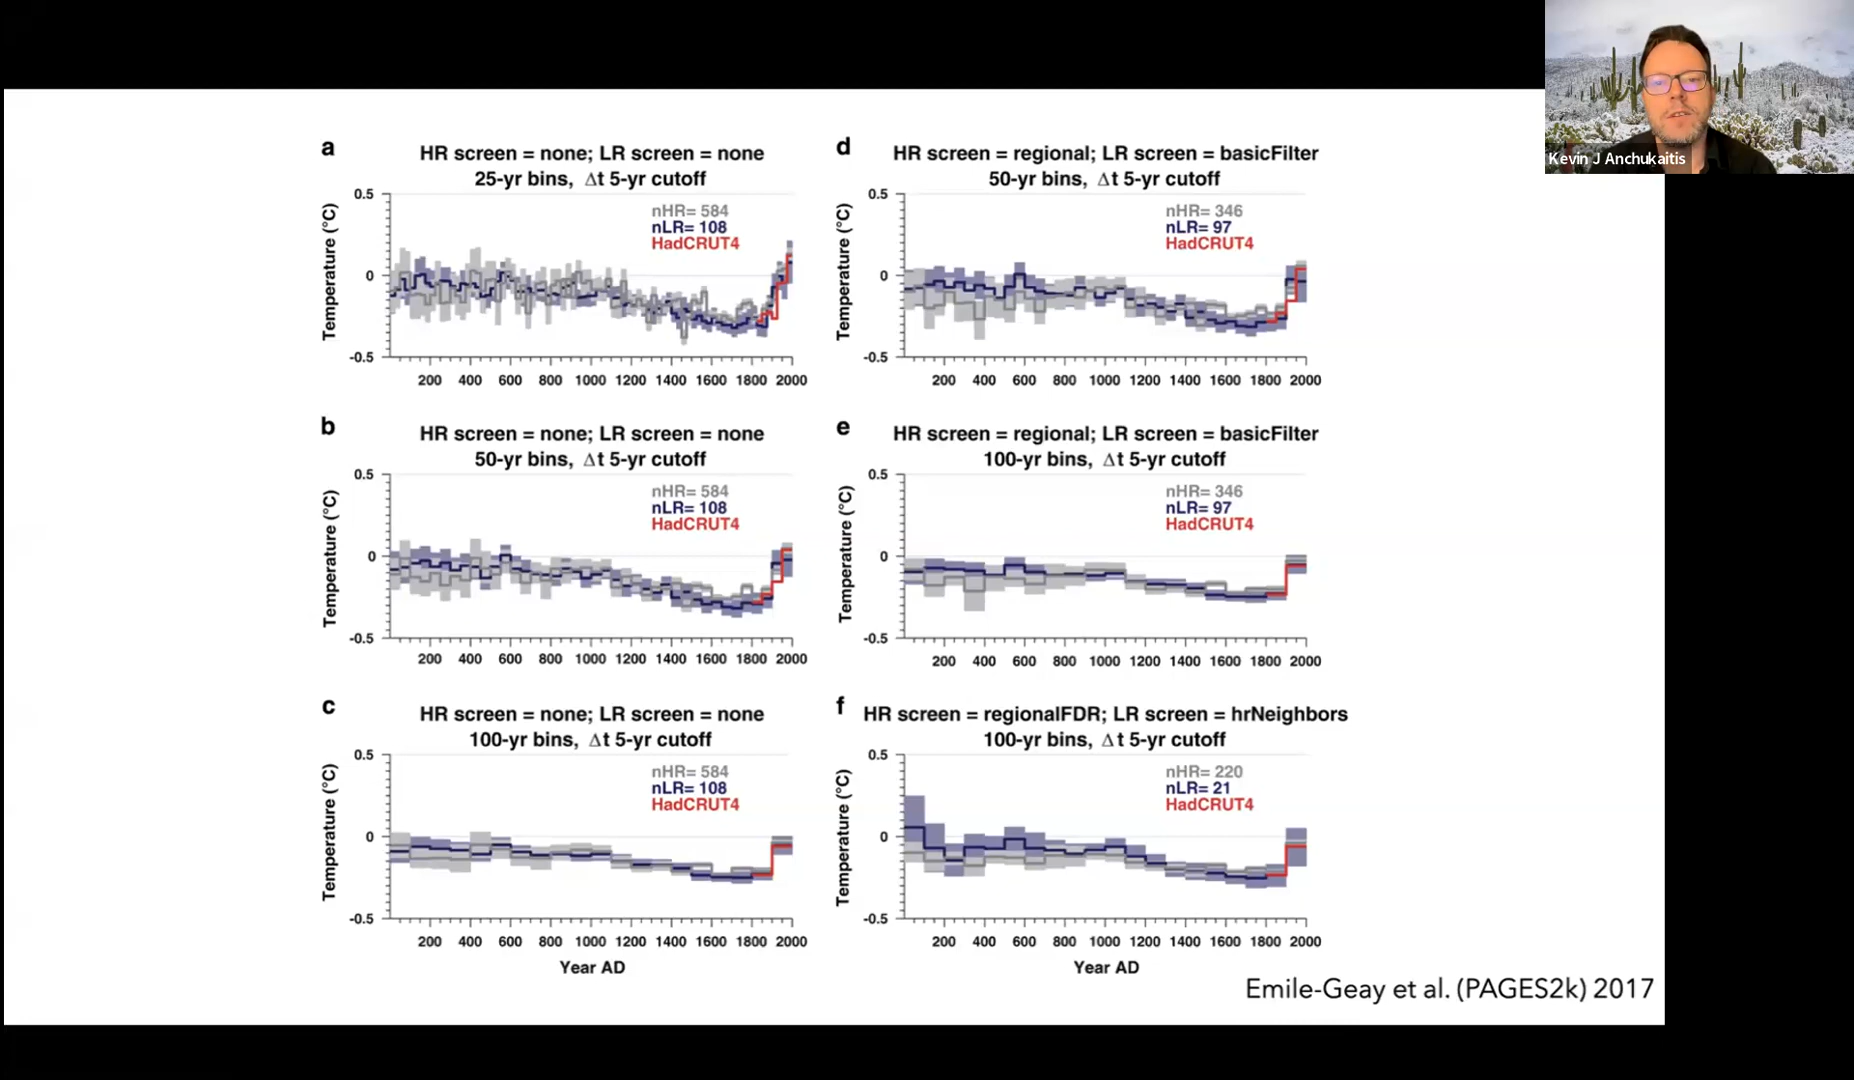 Kevin J Anchukaitis
a
HR screen = none; LR screen = none
25-yr bins, Δt 5-yr cutoff
nHR= 584
nLR= 108
HadCRUT4
Temperature (°C)
0.5
0
-0.5
200 400 600 800 1000 1200 1400 1600 1800 2000
d
HR screen = regional; LR screen = basicFilter
50-yr bins, Δt 5-yr cutoff
nHR= 346
nLR= 97
HadCRUT4
Temperature (°C)
0.5
0
-0.5
200 400 600 800 1000 1200 1400 1600 1800 2000
b
HR screen = none; LR screen = none
50-yr bins, Δt 5-yr cutoff
nHR= 584
nLR= 108
HadCRUT4
Temperature (°C)
0.5
0
-0.5
200 400 600 800 1000 1200 1400 1600 1800 2000
e
HR screen = regional; LR screen = basicFilter
100-yr bins, Δt 5-yr cutoff
nHR= 346
nLR= 97
HadCRUT4
Temperature (°C)
0.5
0
-0.5
200 400 600 800 1000 1200 1400 1600 1800 2000
c
HR screen = none; LR screen = none
100-yr bins, Δt 5-yr cutoff
nHR= 584
nLR= 108
HadCRUT4
Temperature (°C)
0.5
0
-0.5
200 400 600 800 1000 1200 1400 1600 1800 2000
Year AD
f
HR screen = regionalFDR; LR screen = hrNeighbors
100-yr bins, Δt 5-yr cutoff
nHR= 220
nLR= 21
HadCRUT4
Temperature (°C)
0.5
0
-0.5
200 400 600 800 1000 1200 1400 1600 1800 2000
Year AD
Emile-Geay et al. (PAGES2k) 2017